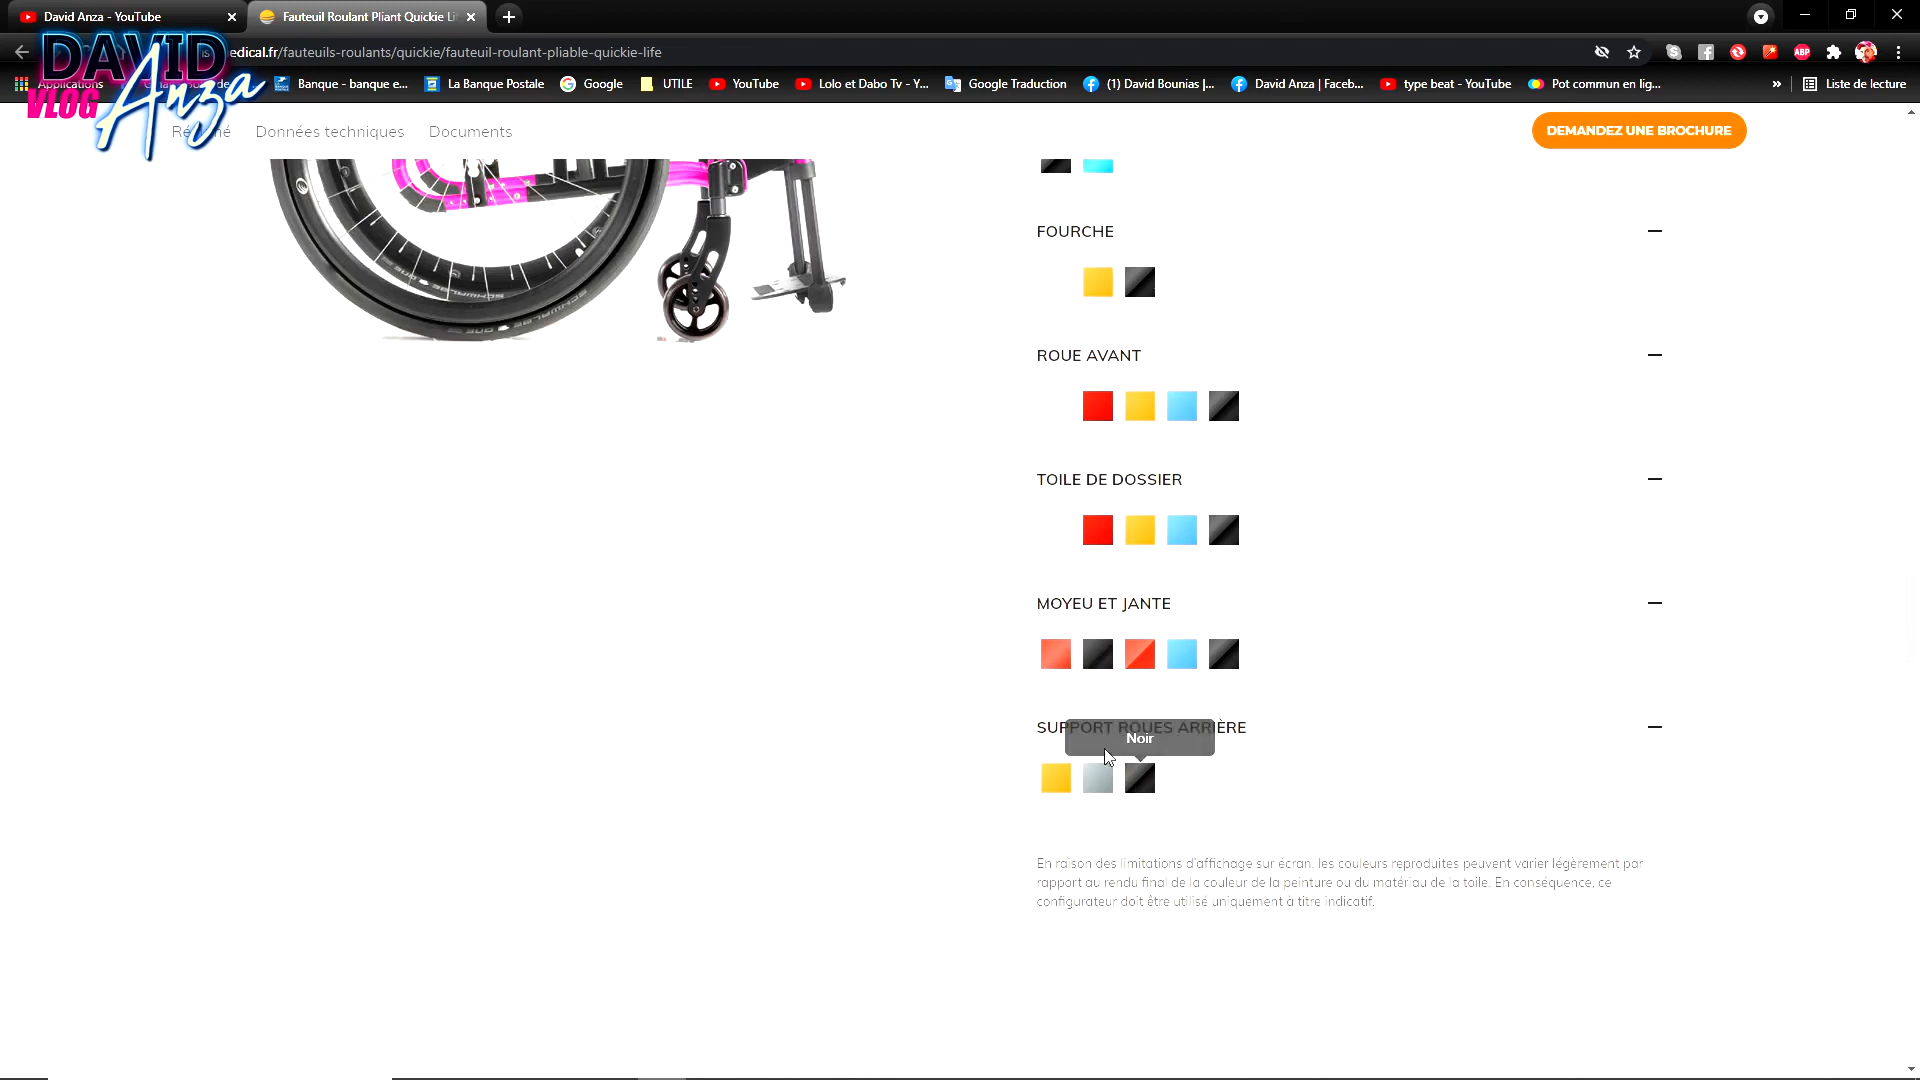 David Anza - YouTube
Fauteuil Roulant Pliant Quickie Li
edical.fr/fauteuils-roulants/quickie/fauteuil-roulant-pliable-quickie-life
DAVID
Anza
VLOG
Applications
Banque - banque e...
La Banque Postale
Google
UTILE
YouTube
Lolo et Dabo Tv - Y...
Google Traduction
(1) David Bounias |...
David Anza | Faceb...
type beat - YouTube
Pot commun en lig...
»
Liste de lecture
ABP
Données techniques
Documents
DEMANDEZ UNE BROCHURE
FOURCHE
ROUE AVANT
TOILE DE DOSSIER
MOYEU ET JANTE
SUPPORT ROUES ARRIÈRE
Noir
En raison des limitations d'affichage sur écran, les couleurs reproduites peuvent varier légèrement par
rapport au rendu final de la couleur de la peinture ou du matériau de la toile. En conséquence, ce
configurateur doit être utilisé uniquement à titre indicatif.
SCHWALBE ONE